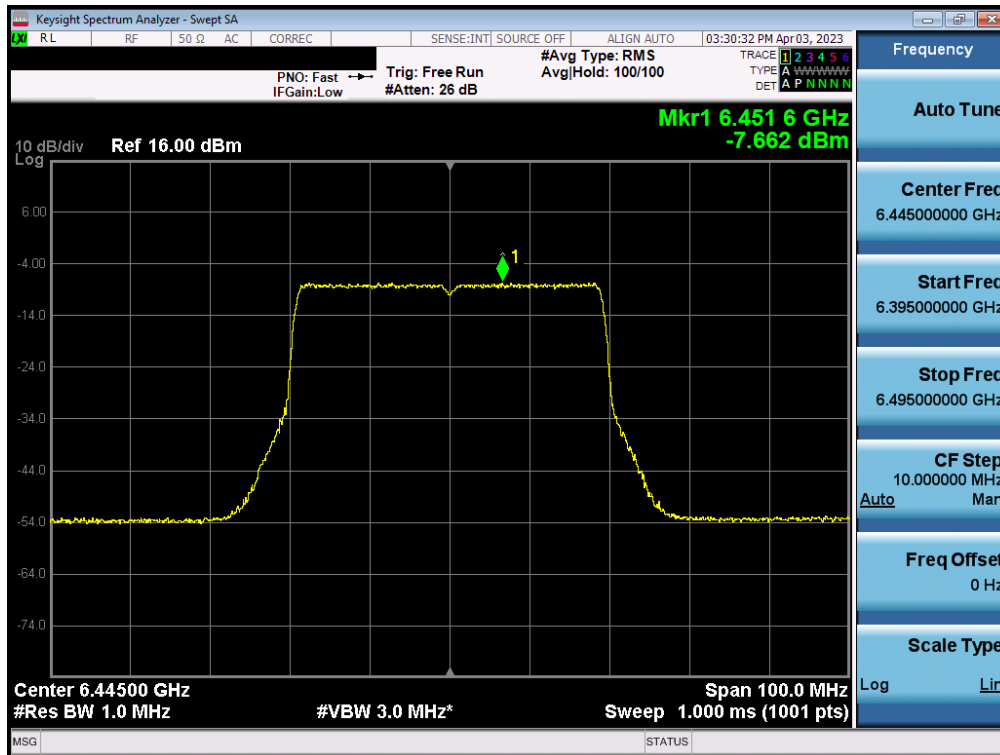 Keysight Spectrum Analyzer - Swept SA
LXI RL RF 50 Ω AC CORREC SENSE:INT SOURCE OFF ALIGN AUTO 03:30:32 PM Apr 03, 2023
PNO: Fast
IFGain:Low
Trig: Free Run
#Atten: 26 dB
#Avg Type: RMS
Avg|Hold: 100/100
TRACE 1 2 3 4 5 6
TYPE A WWWWW
DET A P N N N N
Mkr1 6.451 6 GHz
-7.662 dBm
10 dB/div Ref 16.00 dBm
Log
6.00
-4.00
-14.0
-24.0
-34.0
-44.0
-54.0
-64.0
-74.0
1
Center 6.44500 GHz Span 100.0 MHz
#Res BW 1.0 MHz #VBW 3.0 MHz* Sweep 1.000 ms (1001 pts)
MSG STATUS
Frequency
Auto Tune
Center Freq
6.445000000 GHz
Start Freq
6.395000000 GHz
Stop Freq
6.495000000 GHz
CF Step
10.000000 MHz
Auto Man
Freq Offset
0 Hz
Scale Type
Log Lin